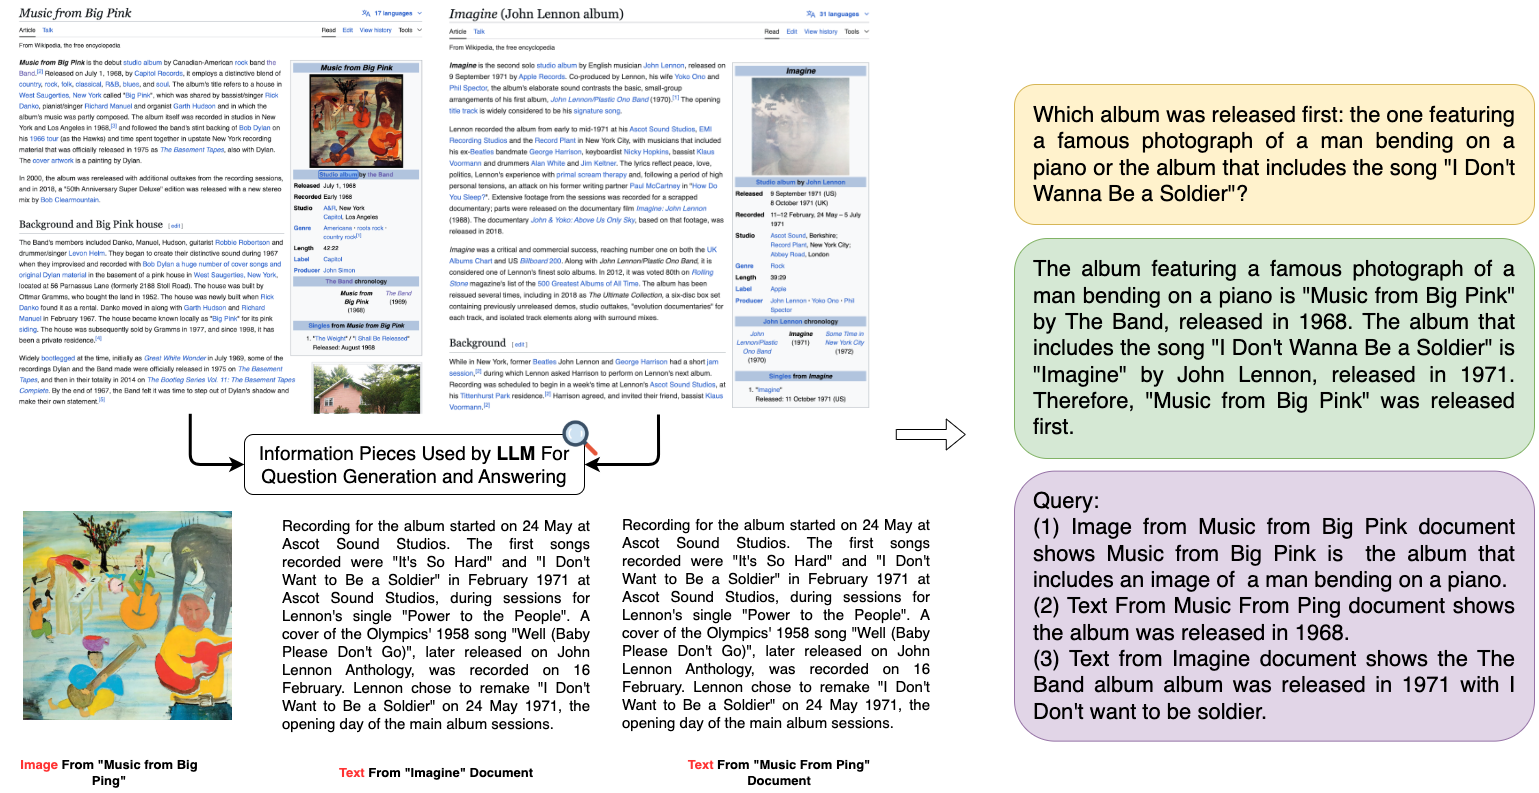 Music from Big Pink
17 languages
Article Talk
Read Edit View history Tools
From Wikipedia, the free encyclopedia
Music from Big Pink is the debut studio album by Canadian-American rock band the
Band.[2] Released on July 1, 1968, by Capitol Records, it employs a distinctive blend of
country, rock, folk, classical, R&B, blues, and soul. The album's title refers to a house in
West Saugerties, New York called "Big Pink", which was shared by bassist/singer Rick
Danko, pianist/singer Richard Manuel and organist Garth Hudson and in which the
album's music was partly composed. The album itself was recorded in studios in New
York and Los Angeles in 1968,[3] and followed the band's stint backing of Bob Dylan on
his 1966 tour (as the Hawks) and time spent together in upstate New York recording
material that was officially released in 1975 as The Basement Tapes, also with Dylan.
The cover artwork is a painting by Dylan.
In 2000, the album was rereleased with additional outtakes from the recording sessions,
and in 2018, a "50th Anniversary Super Deluxe" edition was released with a new stereo
mix by Bob Clearmountain.
Background and Big Pink house [edit]
The Band's members included Danko, Manuel, Hudson, guitarist Robbie Robertson and
drummer/singer Levon Helm. They began to create their distinctive sound during 1967
when they improvised and recorded with Bob Dylan a huge number of cover songs and
original Dylan material in the basement of a pink house in West Saugerties, New York,
located at 56 Parnassus Lane (formerly 2188 Stoll Road). The house was built by
Ottmar Gramms, who bought the land in 1952. The house was newly built when Rick
Danko found it as a rental. Danko moved in along with Garth Hudson and Richard
Manuel in February 1967. The house became known locally as "Big Pink" for its pink
siding. The house was subsequently sold by Gramms in 1977, and since 1998, it has
been a private residence.[4]
Widely bootlegged at the time, initially as Great White Wonder in July 1969, some of the
recordings Dylan and the Band made were officially released in 1975 on The Basement
Tapes, and then in their totality in 2014 on The Bootleg Series Vol. 11: The Basement Tapes
Complete. By the end of 1967, the Band felt it was time to step out of Dylan's shadow and
make their own statement.[5]
Music from Big Pink
Studio album by the Band
Released July 1, 1968
Recorded Early 1968
Studio A&R, New York
Capitol, Los Angeles
Genre Americana · roots rock ·
country rock[1]
Length 42:22
Label Capitol
Producer John Simon
The Band chronology
Music from
Big Pink
(1968)
The Band
(1969)
Singles from Music from Big Pink
1. "The Weight" / "I Shall Be Released"
Released: August 1968
Imagine (John Lennon album)
31 languages
Article Talk
Read Edit View history Tools
From Wikipedia, the free encyclopedia
Imagine is the second solo studio album by English musician John Lennon, released on
9 September 1971 by Apple Records. Co-produced by Lennon, his wife Yoko Ono and
Phil Spector, the album's elaborate sound contrasts the basic, small-group
arrangements of his first album, John Lennon/Plastic Ono Band (1970).[1] The opening
title track is widely considered to be his signature song.
Lennon recorded the album from early to mid-1971 at his Ascot Sound Studios, EMI
Recording Studios and the Record Plant in New York City, with musicians that included
his ex-Beatles bandmate George Harrison, keyboardist Nicky Hopkins, bassist Klaus
Voormann and drummers Alan White and Jim Keltner. The lyrics reflect peace, love,
politics, Lennon's experience with primal scream therapy and, following a period of high
personal tensions, an attack on his former writing partner Paul McCartney in "How Do
You Sleep?". Extensive footage from the sessions was recorded for a scrapped
documentary; parts were released on the documentary film Imagine: John Lennon
(1988). The documentary John & Yoko: Above Us Only Sky, based on that footage, was
released in 2018.
Imagine was a critical and commercial success, reaching number one on both the UK
Albums Chart and US Billboard 200. Along with John Lennon/Plastic Ono Band, it is
considered one of Lennon's finest solo albums. In 2012, it was voted 80th on Rolling
Stone magazine's list of the 500 Greatest Albums of All Time. The album has been
reissued several times, including in 2018 as The Ultimate Collection, a six-disc box set
containing previously unreleased demos, studio outtakes, "evolution documentaries" for
each track, and isolated track elements along with surround mixes.
Background [edit]
While in New York, former Beatles John Lennon and George Harrison had a short jam
session,[2] during which Lennon asked Harrison to perform on Lennon's next album.
Recording was scheduled to begin in a week's time at Lennon's Ascot Sound Studios, at
his Tittenhurst Park residence.[2] Harrison agreed, and invited their friend, bassist Klaus
Voormann.[2]
Imagine
Studio album by John Lennon
Released 9 September 1971 (US)
8 October 1971 (UK)
Recorded 11–12 February, 24 May – 5 July
1971
Studio Ascot Sound, Berkshire;
Record Plant, New York City;
Abbey Road, London
Genre Rock
Length 39:29
Label Apple
Producer John Lennon · Yoko Ono · Phil
Spector
John Lennon chronology
John
Lennon/Plastic
Ono Band
(1970)
Imagine
(1971)
Some Time in
New York City
(1972)
Singles from Imagine
1. "Imagine"
Released: 11 October 1971 (US)
Information Pieces Used by LLM For
Question Generation and Answering
Recording for the album started on 24 May at
Ascot Sound Studios. The first songs
recorded were "It's So Hard" and "I Don't
Want to Be a Soldier" in February 1971 at
Ascot Sound Studios, during sessions for
Lennon's single "Power to the People". A
cover of the Olympics' 1958 song "Well (Baby
Please Don't Go)", later released on John
Lennon Anthology, was recorded on 16
February. Lennon chose to remake "I Don't
Want to Be a Soldier" on 24 May 1971, the
opening day of the main album sessions.
Recording for the album started on 24 May at
Ascot Sound Studios. The first songs
recorded were "It's So Hard" and "I Don't
Want to Be a Soldier" in February 1971 at
Ascot Sound Studios, during sessions for
Lennon's single "Power to the People". A
cover of the Olympics' 1958 song "Well (Baby
Please Don't Go)", later released on John
Lennon Anthology, was recorded on 16
February. Lennon chose to remake "I Don't
Want to Be a Soldier" on 24 May 1971, the
opening day of the main album sessions.
Image From "Music from Big
Ping"
Text From "Imagine" Document
Text From "Music From Ping"
Document
Which album was released first: the one featuring
a famous photograph of a man bending on a
piano or the album that includes the song "I Don't
Wanna Be a Soldier"?
The album featuring a famous photograph of a
man bending on a piano is "Music from Big Pink"
by The Band, released in 1968. The album that
includes the song "I Don't Wanna Be a Soldier" is
"Imagine" by John Lennon, released in 1971.
Therefore, "Music from Big Pink" was released
first.
Query:
(1) Image from Music from Big Pink document
shows Music from Big Pink is the album that
includes an image of a man bending on a piano.
(2) Text From Music From Ping document shows
the album was released in 1968.
(3) Text from Imagine document shows the The
Band album album was released in 1971 with I
Don't want to be soldier.